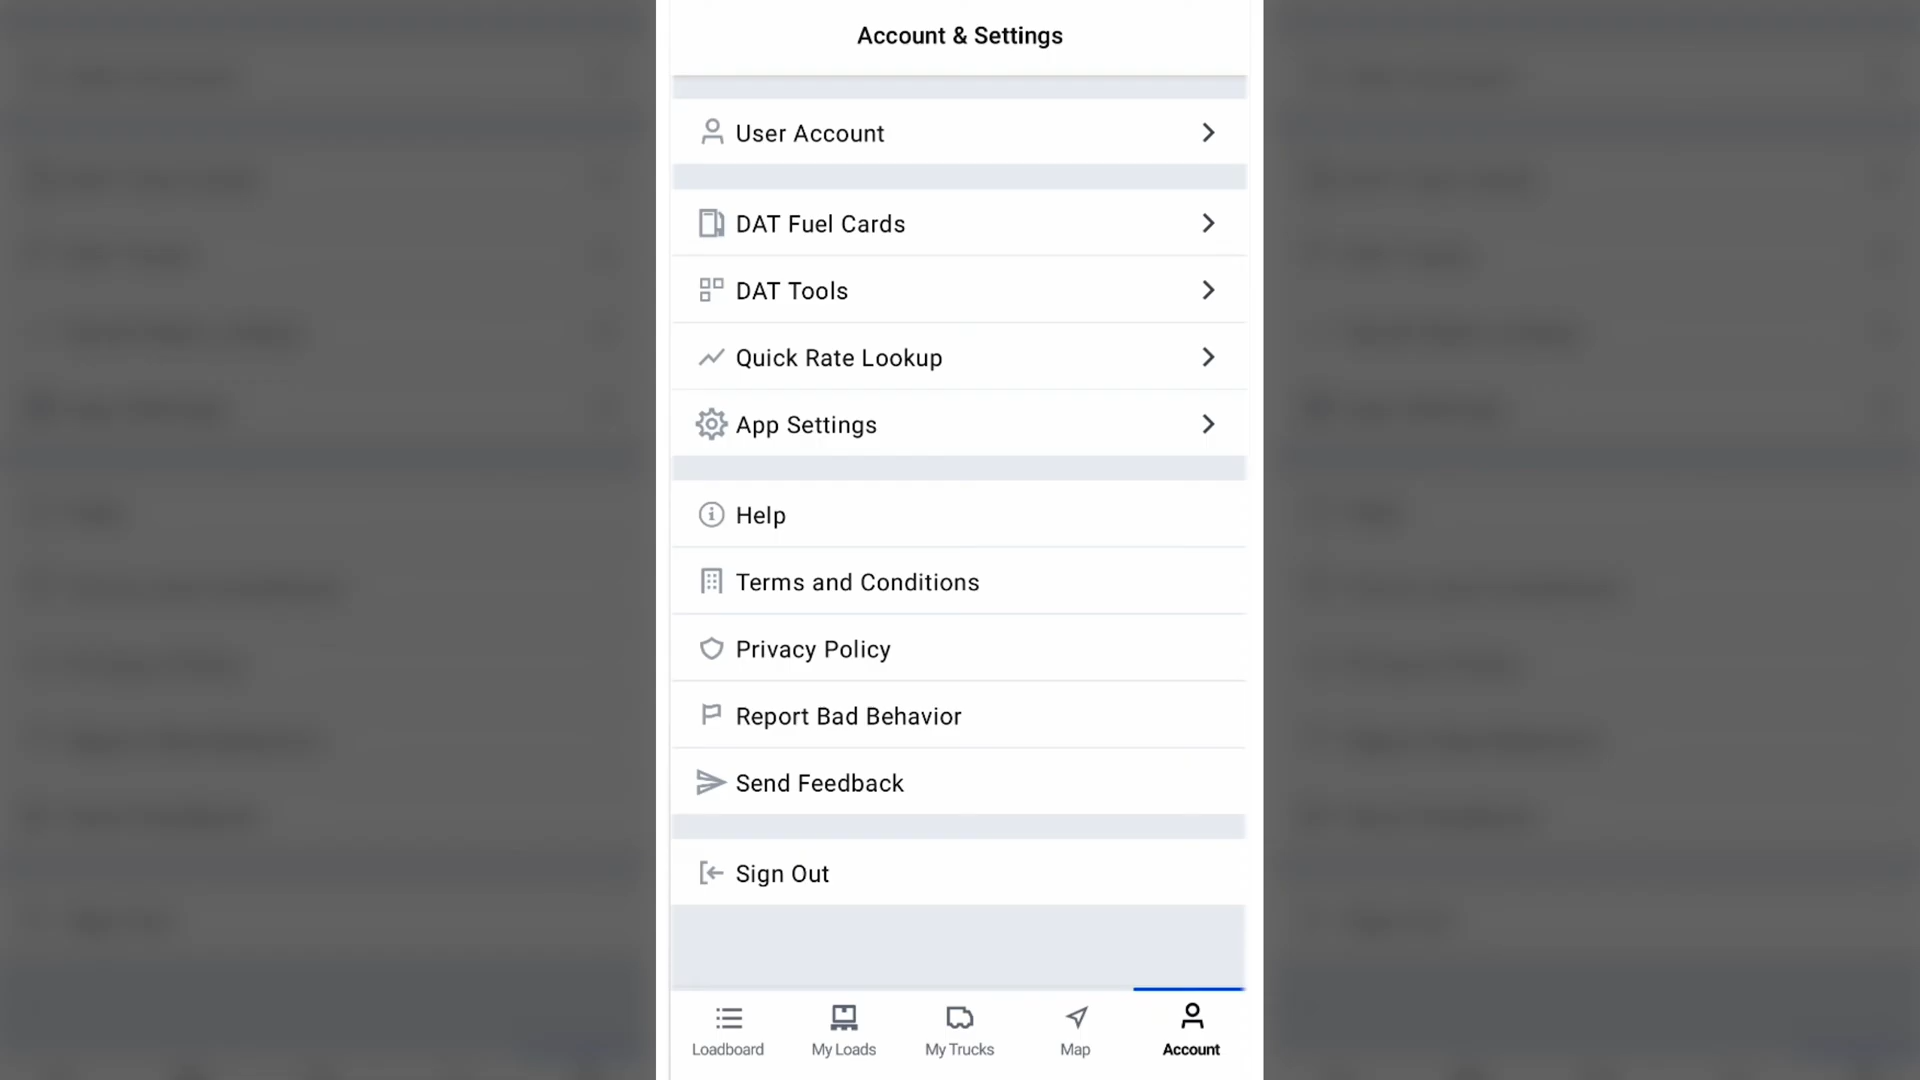 Account & Settings
User Account
DAT Fuel Cards
DAT Tools
Quick Rate Lookup
App Settings
Help
Terms and Conditions
Privacy Policy
Report Bad Behavior
Send Feedback
Sign Out
Loadboard
My Loads
My Trucks
Map
Account